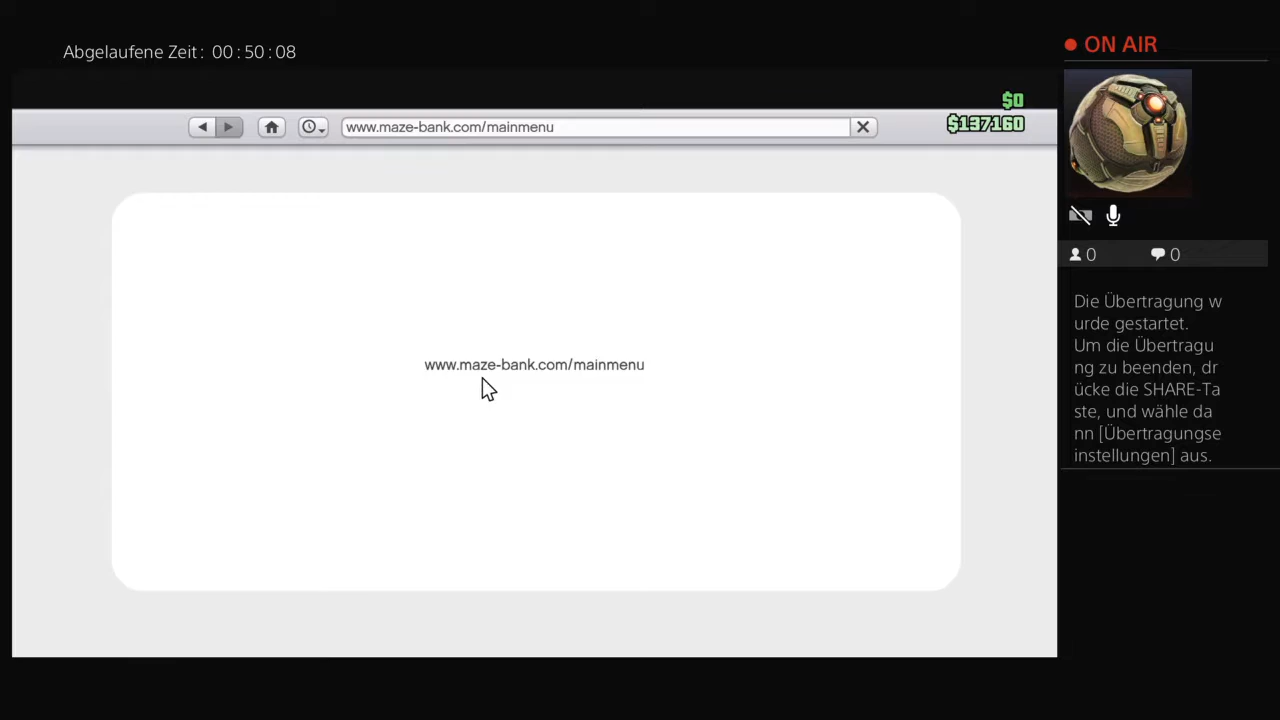 Abgelaufene Zeit: 00:50:08
ON AIR
$0
www.maze-bank.com/mainmenu
$137160
0
0
www.maze-bank.com/mainmenu
Die Übertragung w
urde gestartet.
Um die Übertragu
ng zu beenden, dr
ücke die SHARE-Ta
ste, und wähle da
nn [Übertragungse
instellungen] aus.